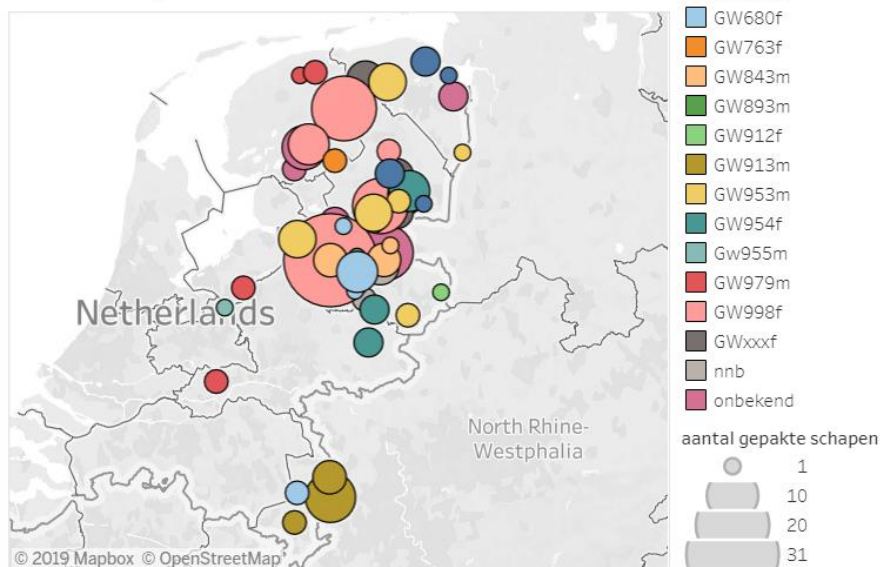 Netherlands
North Rhine-
Westphalia
© 2019 Mapbox © OpenStreetMap
GW680f
GW763f
GW843m
GW893m
GW912f
GW913m
GW953m
GW954f
Gw955m
GW979m
GW998f
GWxxxf
nnb
onbekend
aantal gepakte schapen
1
10
20
31